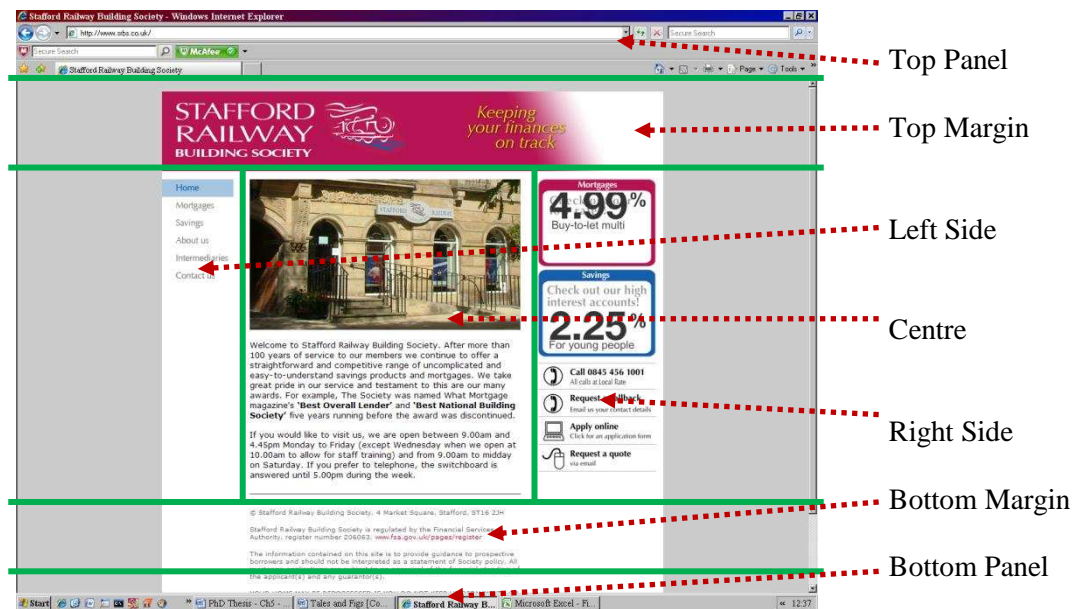 Stafford Railway Building Society - Windows Internet Explorer
http://www.srbs.co.uk/
Secure Search
Secure Search
McAfee
Stafford Railway Building Society
Page
Tools
Top Panel
STAFFORD
RAILWAY
BUILDING SOCIETY
Keeping
your finances
on track
Top Margin
Home
Mortgages
Savings
About us
Intermediaries
Contact us
STAFFORD RAILWAY
Mortgages
4.99%
Buy-to-let multi
Left Side
Savings
Check out our high
interest accounts!
2.25%
For young people
Centre
Welcome to Stafford Railway Building Society. After more than
100 years of service to our members we continue to offer a
straightforward and competitive range of uncomplicated and
easy-to-understand savings products and mortgages. We take
great pride in our service and testament to this are our many
awards. For example, The Society was named What Mortgage
magazine's 'Best Overall Lender' and 'Best National Building
Society' five years running before the award was discontinued.
If you would like to visit us, we are open between 9.00am and
4.45pm Monday to Friday (except Wednesday when we open at
10.00am to allow for staff training) and from 9.00am to midday
on Saturday. If you prefer to telephone, the switchboard is
answered until 5.00pm during the week.
Call 0845 456 1001
All calls at Local Rate
Request a callback
Email us your contact details
Apply online
Click for an application form
Request a quote
via email
Right Side
© Stafford Railway Building Society, 4 Market Square, Stafford, ST16 2JH
Stafford Railway Building Society is regulated by the Financial Services
Authority, register number 206063, www.fsa.gov.uk/pages/register
The information contained on this site is to provide guidance to prospective
borrowers and should not be interpreted as a statement of Society policy. All
the applicant(s) and any guarantor(s).
Bottom Margin
Bottom Panel
Start
PhD Thesis - Ch5 - ...
Tales and Figs [Co...
Stafford Railway B...
Microsoft Excel - Fi...
12:37